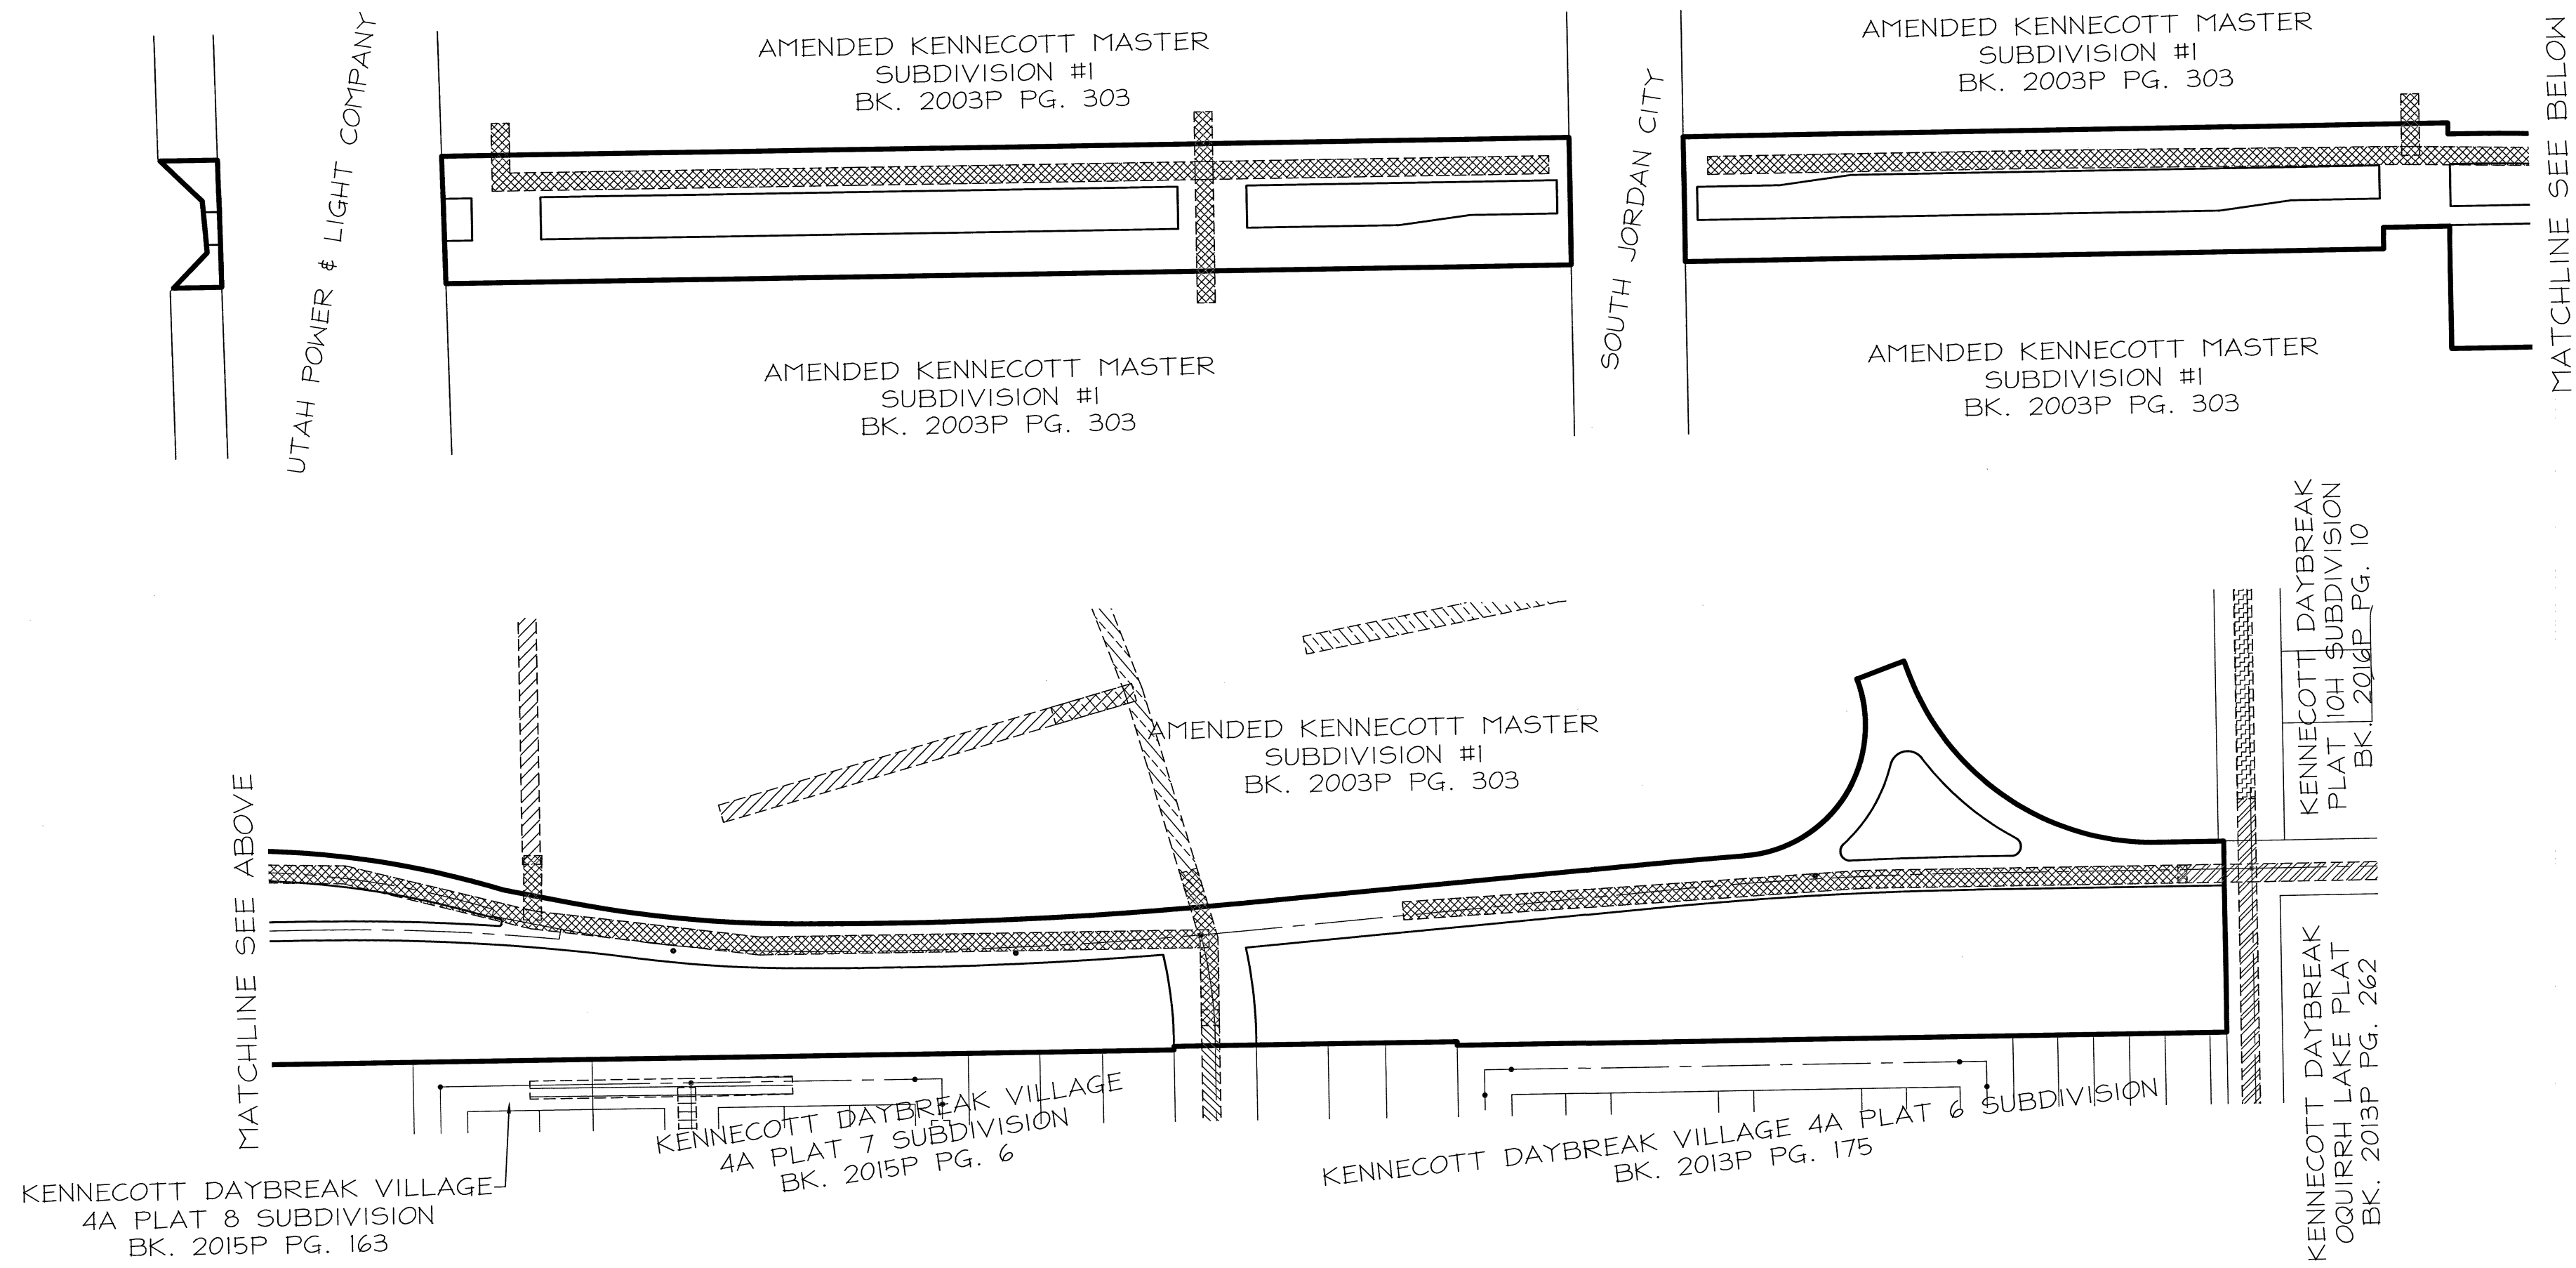 UTAH POWER & LIGHT COMPANY
AMENDED KENNECOTT MASTER
SUBDIVISION #1
BK. 2003P PG. 303
AMENDED KENNECOTT MASTER
SUBDIVISION #1
BK. 2003P PG. 303
SOUTH JORDAN CITY
AMENDED KENNECOTT MASTER
SUBDIVISION #1
BK. 2003P PG. 303
AMENDED KENNECOTT MASTER
SUBDIVISION #1
BK. 2003P PG. 303
MATCHLINE SEE BELOW
MATCHLINE SEE ABOVE
AMENDED KENNECOTT MASTER
SUBDIVISION #1
BK. 2003P PG. 303
KENNECOTT DAYBREAK
PLAT 10H SUBDIVISION
BK. 2016P PG. 10
KENNECOTT DAYBREAK
OQUIRRH LAKE PLAT
BK. 2013P PG. 262
KENNECOTT DAYBREAK VILLAGE
4A PLAT 8 SUBDIVISION
BK. 2015P PG. 163
KENNECOTT DAYBREAK VILLAGE
4A PLAT 7 SUBDIVISION
BK. 2015P PG. 6
KENNECOTT DAYBREAK VILLAGE 4A PLAT 6 SUBDIVISION
BK. 2013P PG. 175